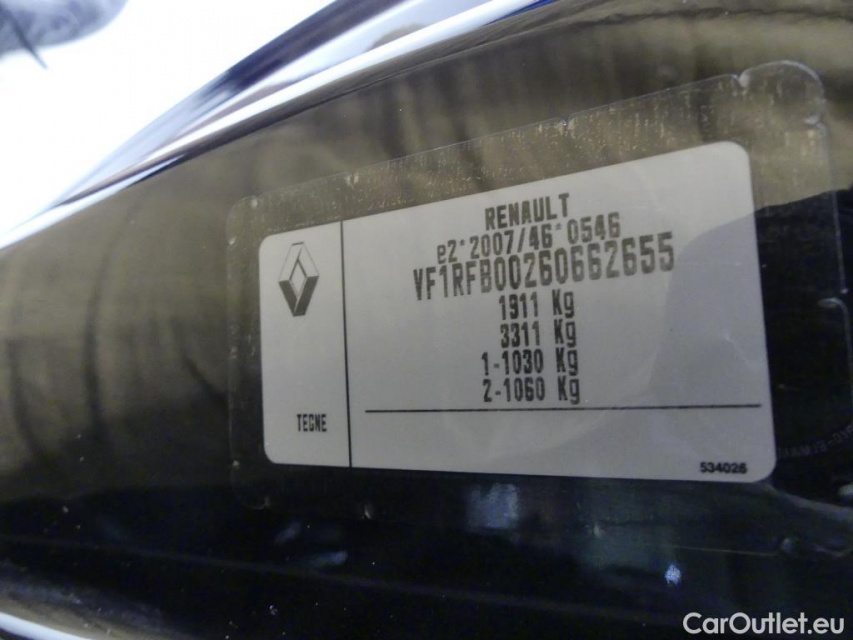 RENAULT
e2*2007/46*0546
VF1RFB00260662655
1911 Kg
3311 Kg
1-1030 Kg
2-1060 Kg
TECNE
534026
CarOutlet.eu